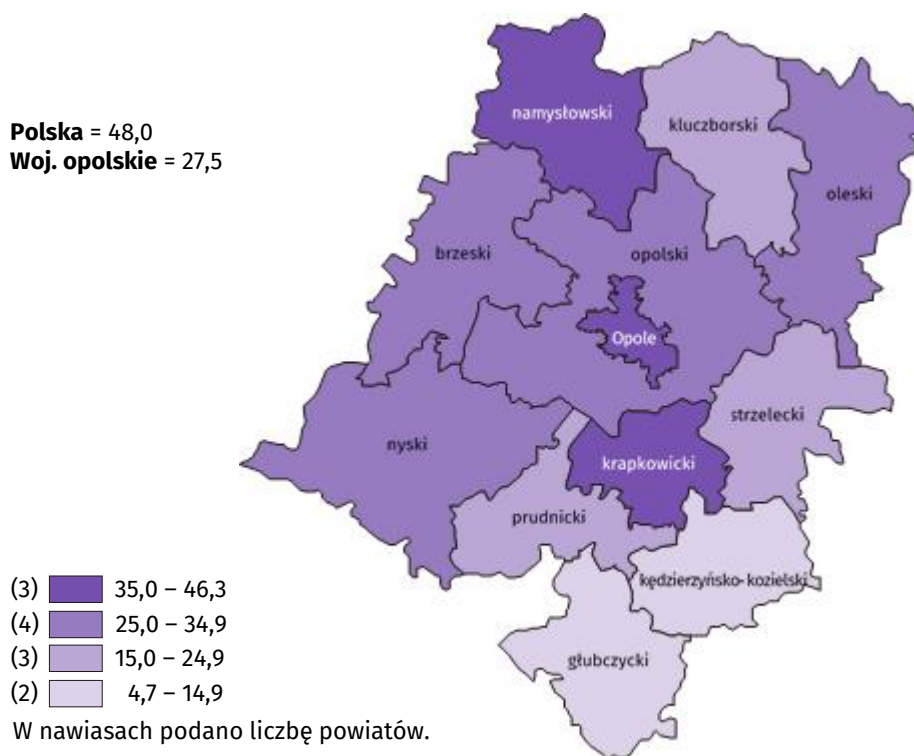 Polska = 48,0
Woj. opolskie = 27,5
namysłowski
kluczborski
oleski
brzeski
opolski
Opole
strzelecki
nyski
krapkowicki
prudnicki
kędzierzyńsko-kozielski
głubczycki
(3) 35,0 – 46,3
(4) 25,0 – 34,9
(3) 15,0 – 24,9
(2) 4,7 – 14,9
W nawiasach podano liczbę powiatów.